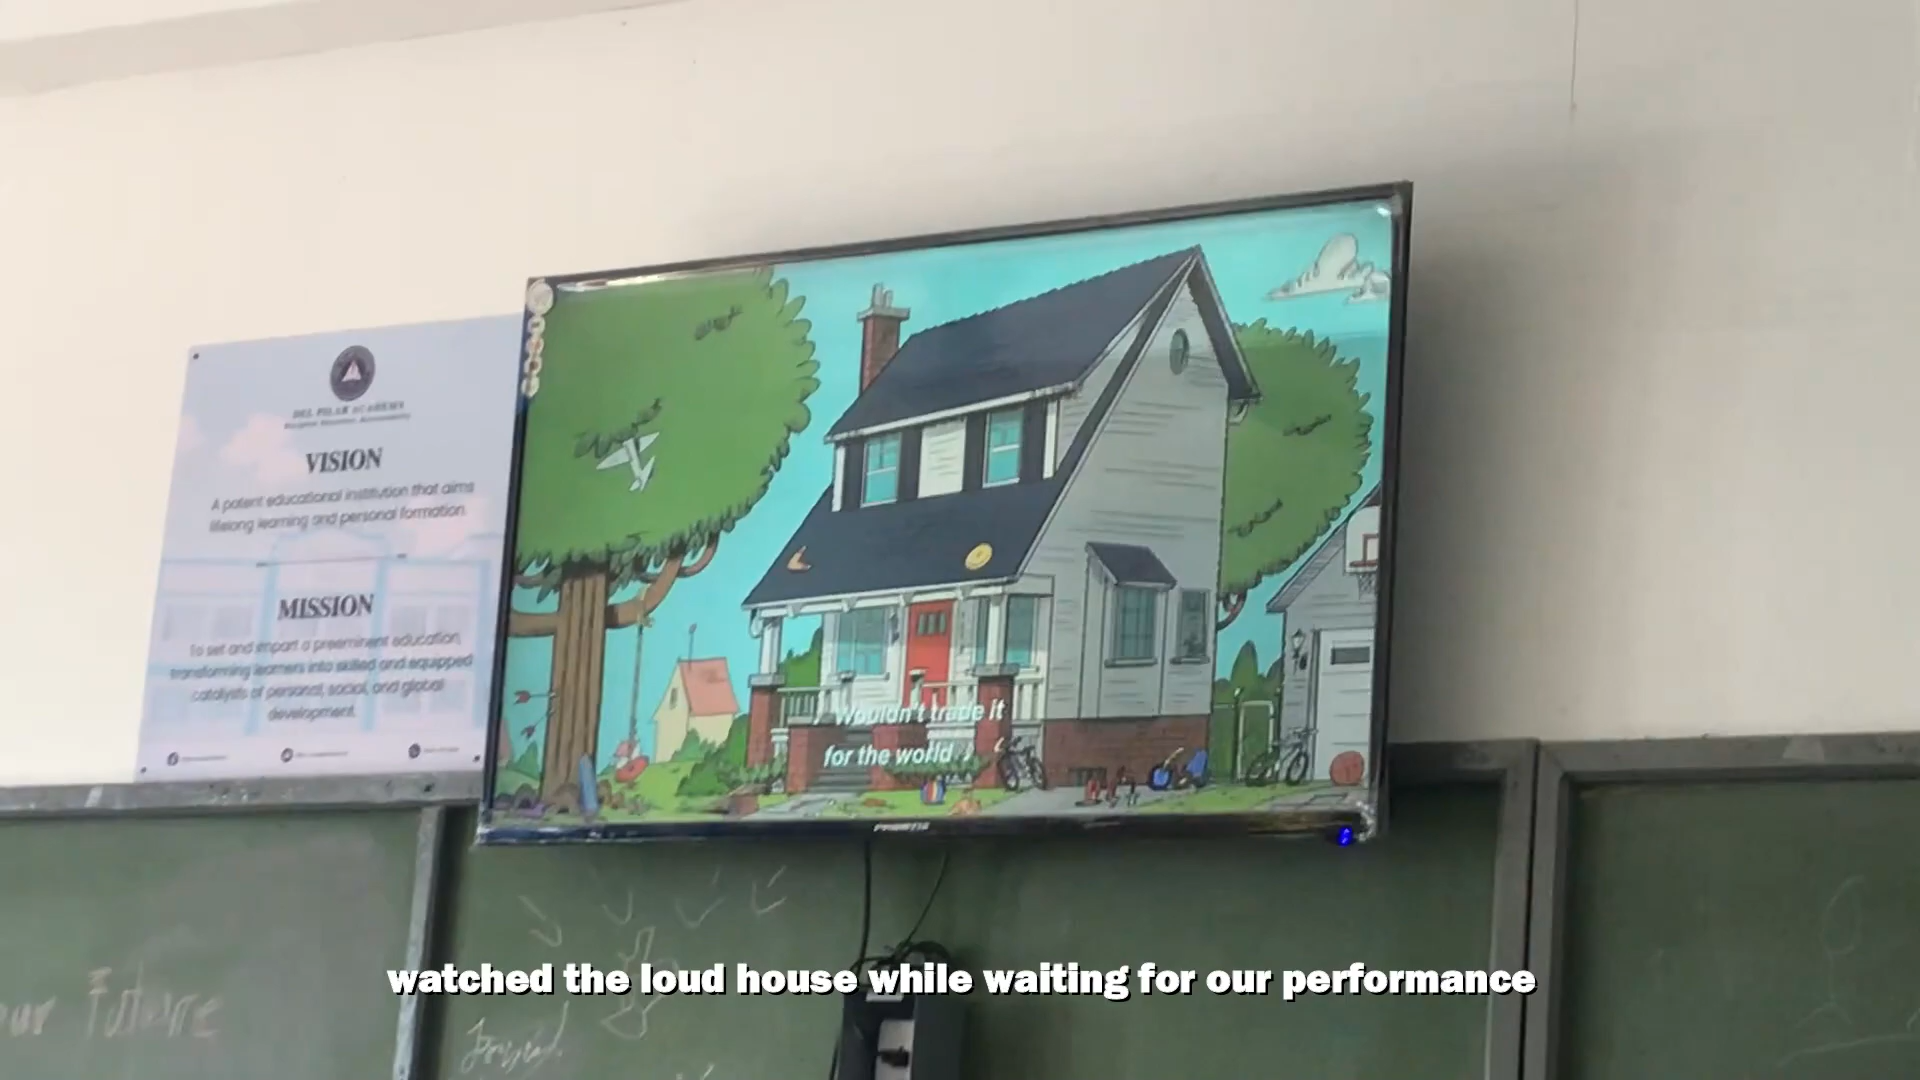 DEL PILAR ACADEMY
VISION
A potent educational institution that aims
lifelong learning and personal formation.
MISSION
To set and impart a preeminent education,
transforming learners into skilled and equipped
catalysts of personal, social, and global
development.
♪ Wouldn't trade it
for the world ♪
our future
watched the loud house while waiting for our performance